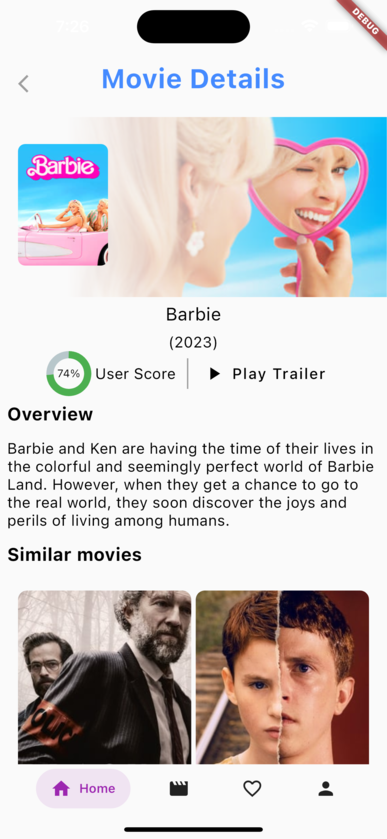 7:26
DEBUG
Movie Details
Barbie
Barbie
(2023)
74%
User Score
Play Trailer
Overview
Barbie and Ken are having the time of their lives in
the colorful and seemingly perfect world of Barbie
Land. However, when they get a chance to go to
the real world, they soon discover the joys and
perils of living among humans.
Similar movies
Home